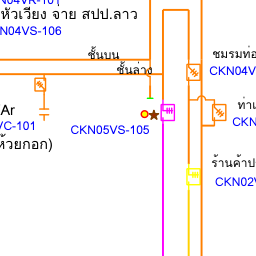 หัวเวียง จาย สปป.ลาว
KN04VS-106
ชั้นบน
ชมรมท่อ
ชั้นล่าง
CKN04V
Ar
ท่าเ
VC-101
CKN05VS-105
CKN
ห้วยกอก)
ร้านค้าป
CKN02V